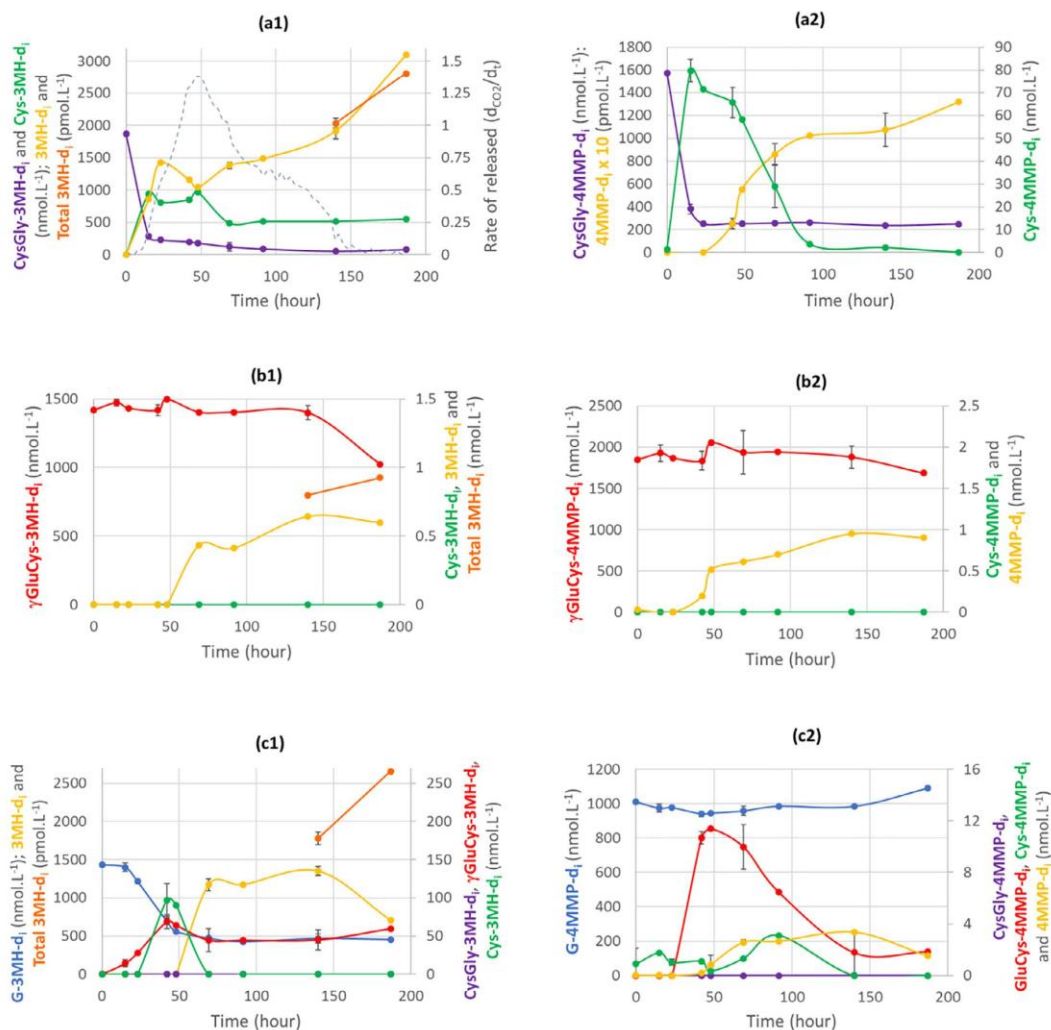 (a1)
CysGly-3MH-di and Cys-3MH-di
(nmol.L-1); 3MH-di and
Total 3MH-di (pmol.L-1)
3000
2500
2000
1500
1000
500
0
1.5
1.25
1
0.75
0.5
0.25
0
Rate of released (dCO2/dt)
0 50 100 150 200
Time (hour)
(a2)
CysGly-4MMP-di (nmol.L-1):
4MMP-di x 10 (pmol.L-1)
1800
1600
1400
1200
1000
800
600
400
200
0
90
80
70
60
50
40
30
20
10
0
Cys-4MMP-di (nmol.L-1)
0 50 100 150 200
Time (hour)
(b1)
γGluCys-3MH-di (nmol.L-1)
1500
1000
500
0
1.5
1
0.5
0
Cys-3MH-di, 3MH-di and
Total 3MH-di (nmol.L-1)
0 50 100 150 200
Time (hour)
(b2)
γGluCys-4MMP-di (nmol.L-1)
2500
2000
1500
1000
500
0
2.5
2
1.5
1
0.5
0
Cys-4MMP-di and
4MMP-di (nmol.L-1)
0 50 100 150 200
Time (hour)
(c1)
G-3MH-di (nmol.L-1); 3MH-di and
Total 3MH-di (pmol.L-1)
2500
2000
1500
1000
500
0
250
200
150
100
50
0
CysGly-3MH-di, γGluCys-3MH-di,
Cys-3MH-di (nmol.L-1)
0 50 100 150 200
Time (hour)
(c2)
G-4MMP-di (nmol.L-1)
1200
1000
800
600
400
200
0
16
12
8
4
0
CysGly-4MMP-di,
GluCys-4MMP-di, Cys-4MMP-di
and 4MMP-di (nmol.L-1)
0 50 100 150 200
Time (hour)